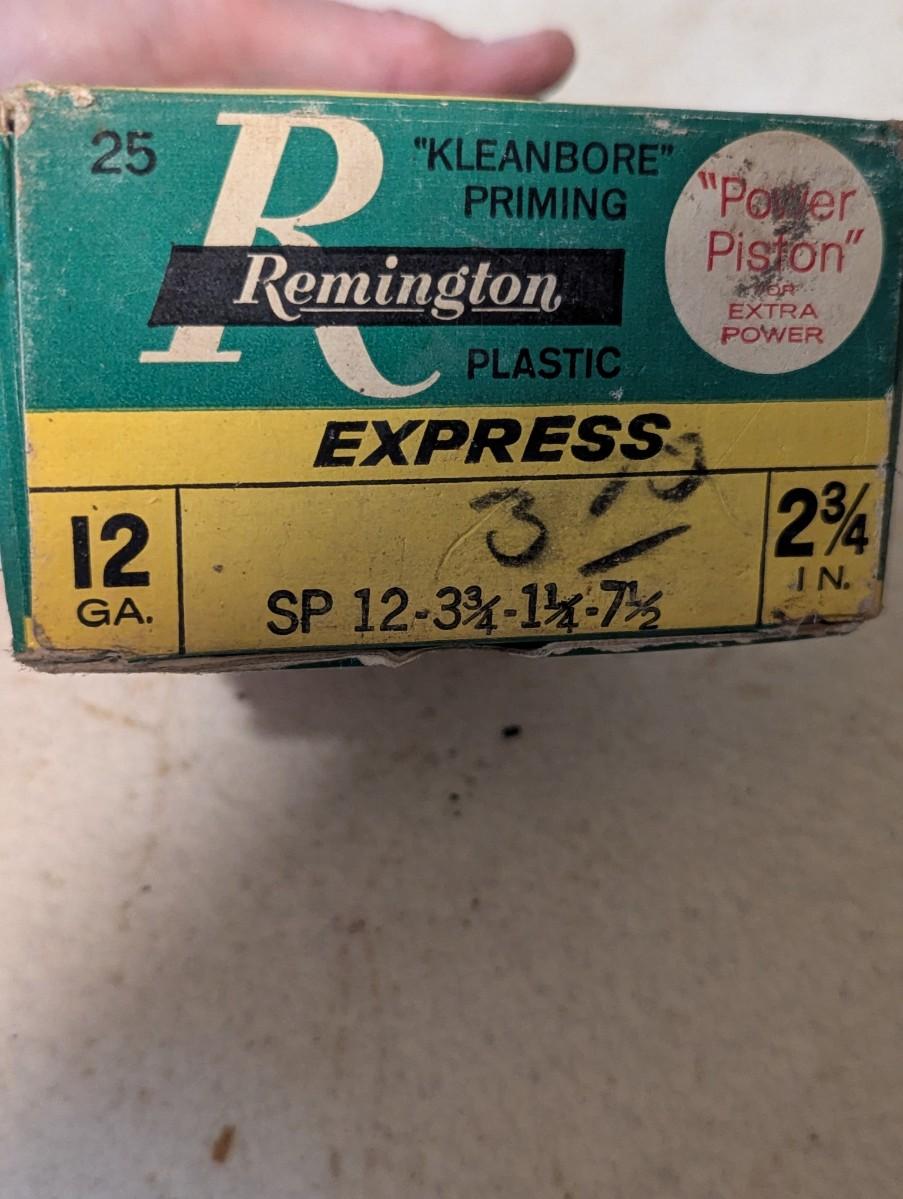 25
"KLEANBORE"
PRIMING
R
Remington
PLASTIC
"Power
Piston"
FOR
EXTRA
POWER
EXPRESS
12
GA.
SP 12-3¾-1¼-7½
2¾
IN.